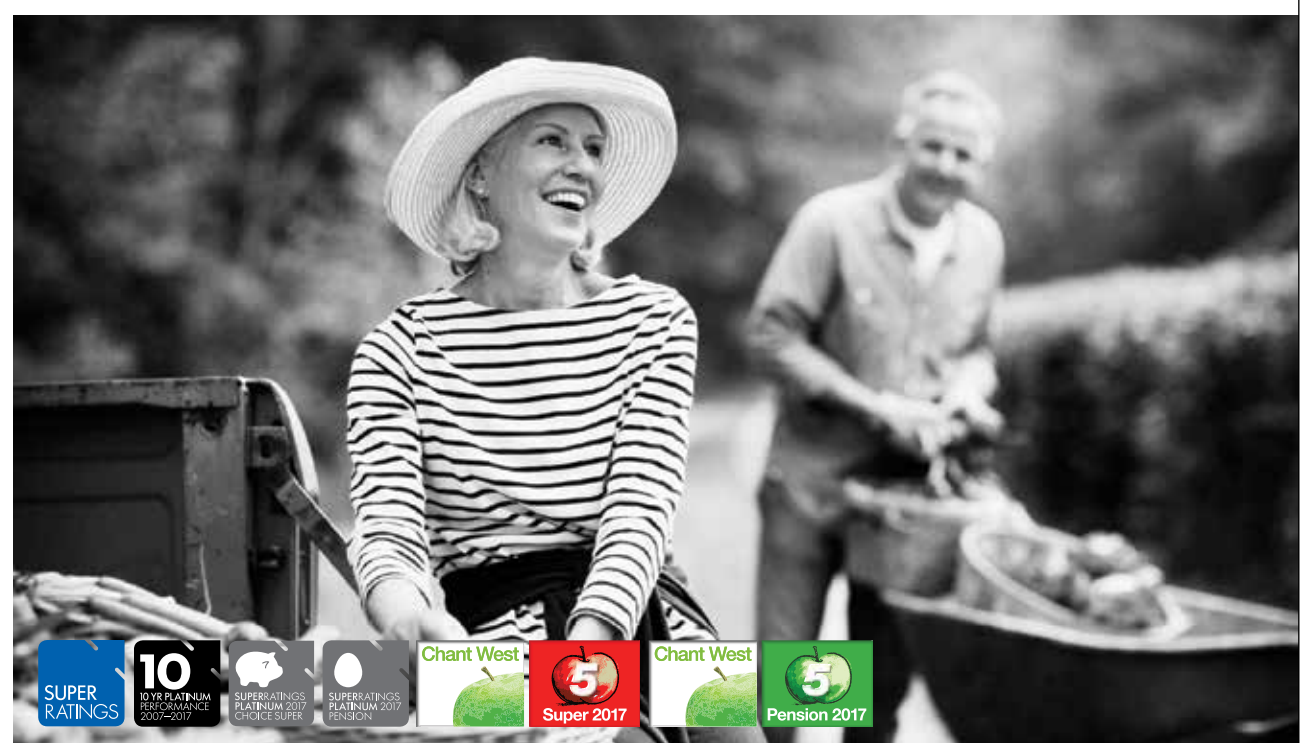 SUPER
RATINGS
10
10 YR PLATINUM
PERFORMANCE
2007–2017
SUPERRATINGS
PLATINUM 2017
CHOICE SUPER
SUPERRATINGS
PLATINUM 2017
PENSION
Chant West
5
Super 2017
Chant West
5
Pension 2017